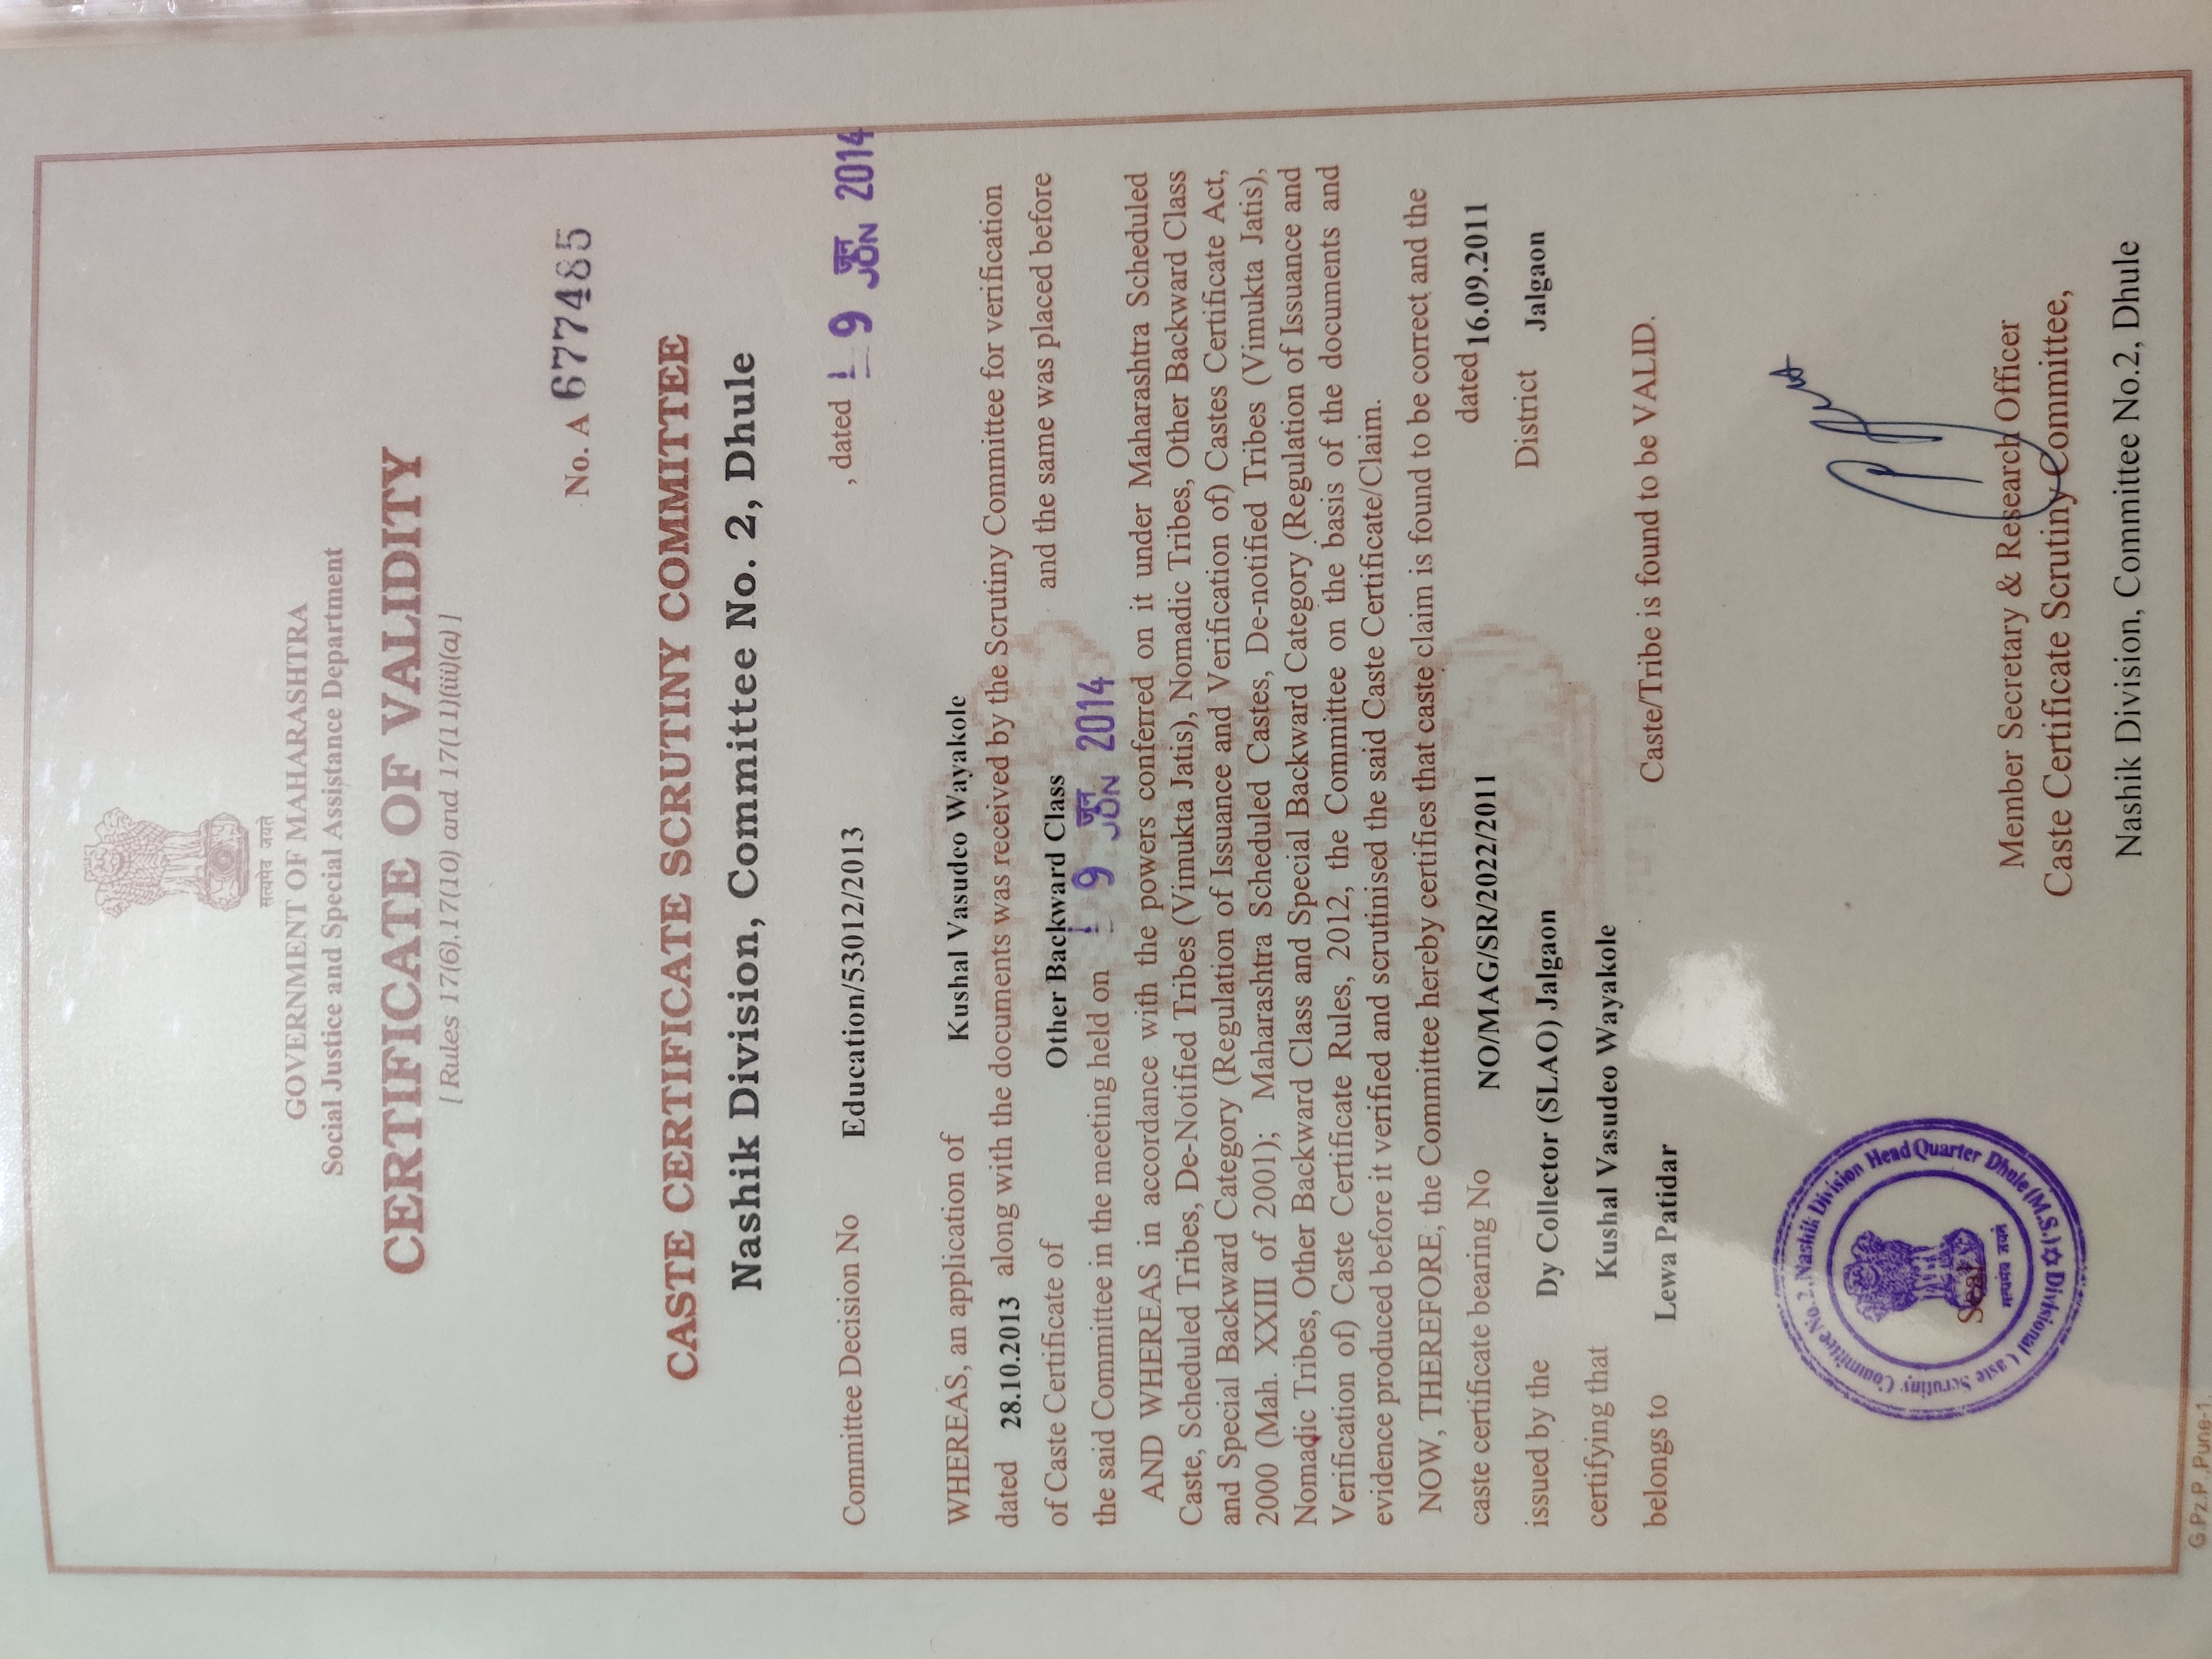 सत्यमेव जयते
GOVERNMENT OF MAHARASHTRA
Social Justice and Special Assistance Department
CERTIFICATE OF VALIDITY
[ Rules 17(6),17(10) and 17(11)(iii)(a) ]
No. A 677485
CASTE CERTIFICATE SCRUTINY COMMITTEE
Nashik Division, Committee No. 2, Dhule
Committee Decision No Education/53012/2013 , dated 9 जून JUN 2014
WHEREAS, an application of Kushal Vasudeo Wayakole
dated 28.10.2013 along with the documents was received by the Scrutiny Committee for verification
of Caste Certificate of Other Backward Class and the same was placed before
the said Committee in the meeting held on 9 जून JUN 2014
AND WHEREAS in accordance with the powers conferred on it under Maharashtra Scheduled
Caste, Scheduled Tribes, De-Notified Tribes (Vimukta Jatis), Nomadic Tribes, Other Backward Class
and Special Backward Category (Regulation of Issuance and Verification of) Castes Certificate Act,
2000 (Mah. XXIII of 2001); Maharashtra Scheduled Castes, De-notified Tribes (Vimukta Jatis),
Nomadic Tribes, Other Backward Class and Special Backward Category (Regulation of Issuance and
Verification of) Caste Certificate Rules, 2012, the Committee on the basis of the documents and
evidence produced before it verified and scrutinised the said Caste Certificate/Claim.
NOW, THEREFORE, the Committee hereby certifies that caste claim is found to be correct and the
caste certificate bearing No NO/MAG/SR/2022/2011 dated 16.09.2011
issued by the Dy Collector (SLAO) Jalgaon District Jalgaon
certifying that Kushal Vasudeo Wayakole
belongs to Lewa Patidar Caste/Tribe is found to be VALID.
Divisional Caste Scrutiny Committee No.2, Nashik Division Head Quarter Dhule (M.S.)
Seal
सत्यमेव जयते
Member Secretary & Research Officer
Caste Certificate Scrutiny Committee,
Nashik Division, Committee No.2, Dhule
G.Pz.P.,Pune-1.